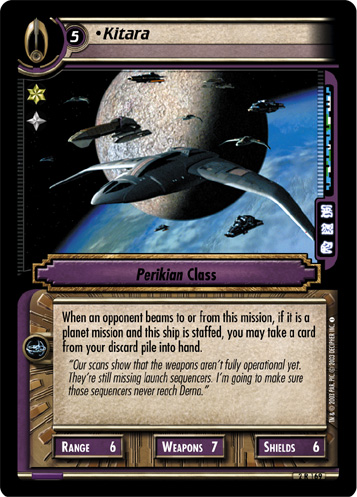 5
•Kitara
Perikian Class
When an opponent beams to or from this mission, if it is a
planet mission and this ship is staffed, you may take a card
from your discard pile into hand.
"Our scans show that the weapons aren't fully operational yet.
They're still missing launch sequencers. I'm going to make sure
those sequencers never reach Derna."
RANGE 6
WEAPONS 7
SHIELDS 6
2 R 169